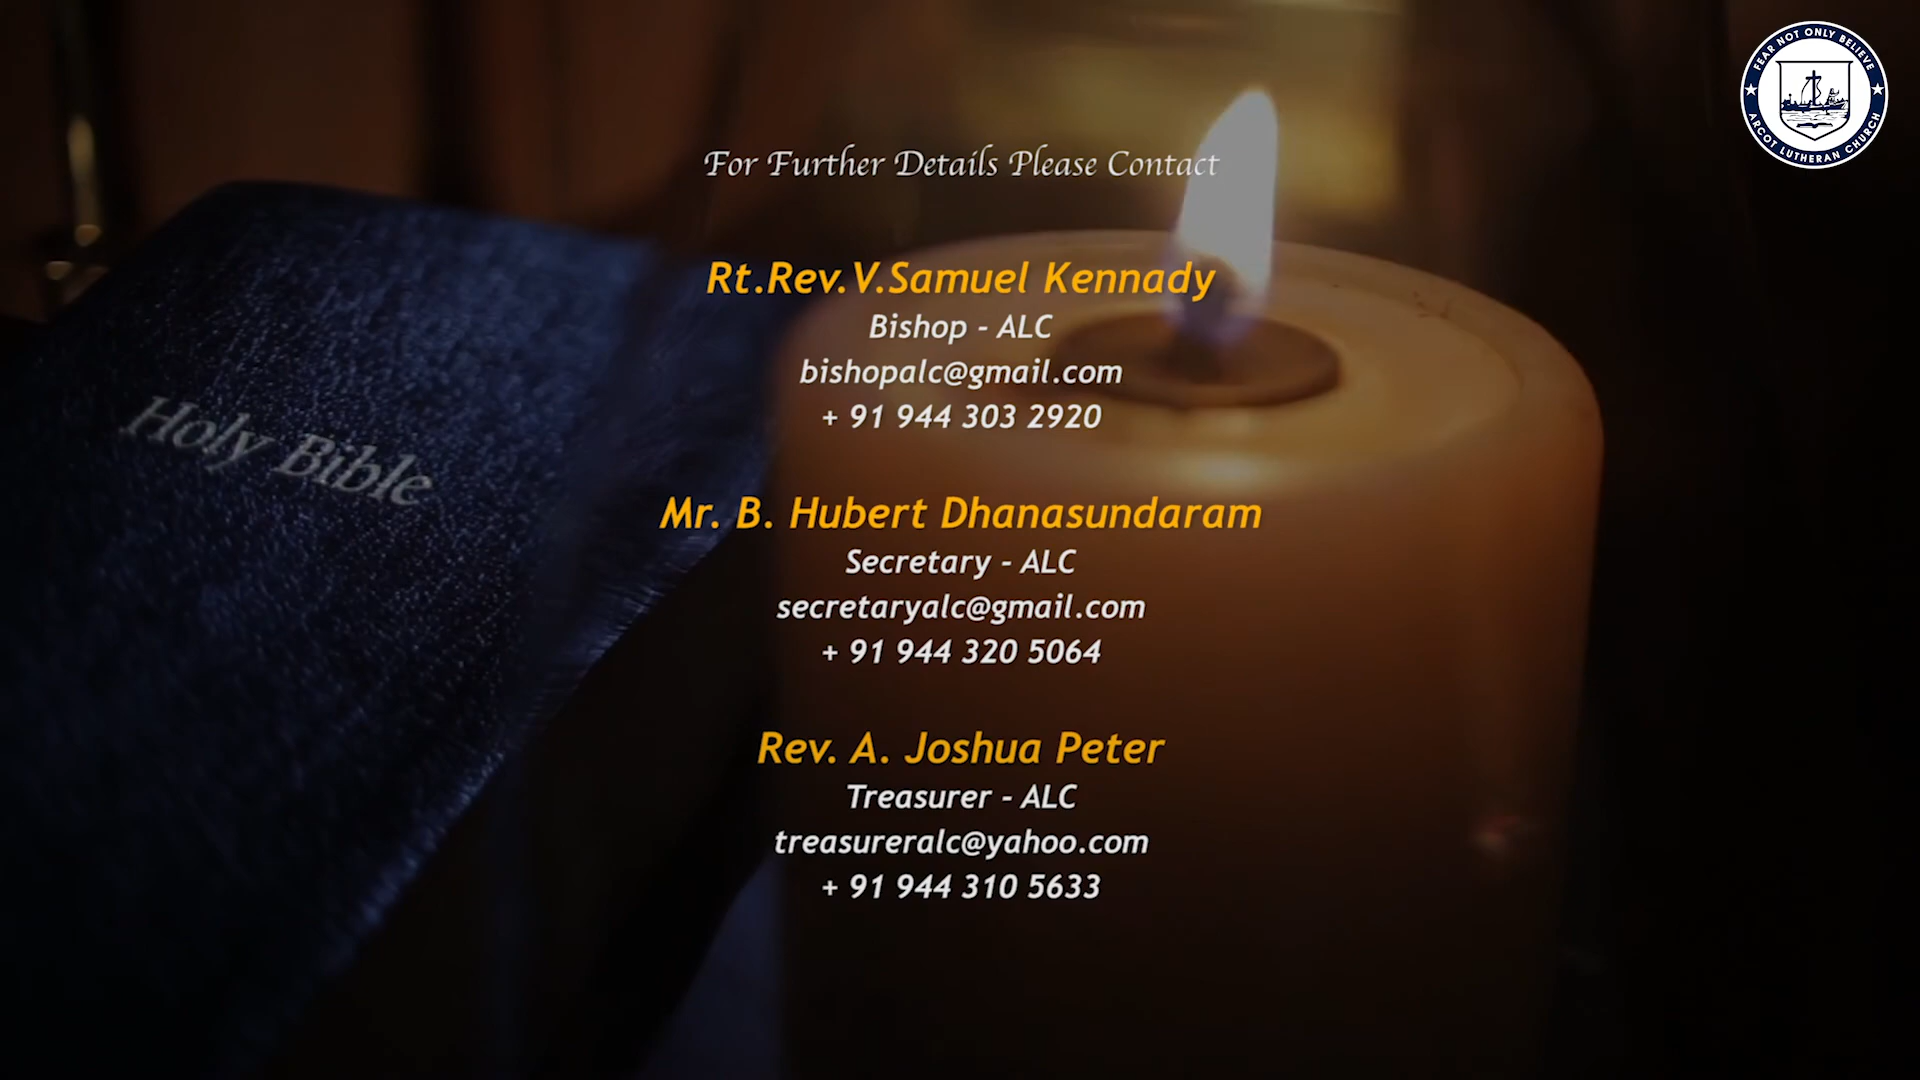 FEAR NOT ONLY BELIEVE
ARCOT LUTHERAN CHURCH
For Further Details Please Contact
Rt.Rev.V.Samuel Kennady
Bishop - ALC
bishopalc@gmail.com
+ 91 944 303 2920
Holy Bible
Mr. B. Hubert Dhanasundaram
Secretary - ALC
secretaryalc@gmail.com
+ 91 944 320 5064
Rev. A. Joshua Peter
Treasurer - ALC
treasureralc@yahoo.com
+ 91 944 310 5633